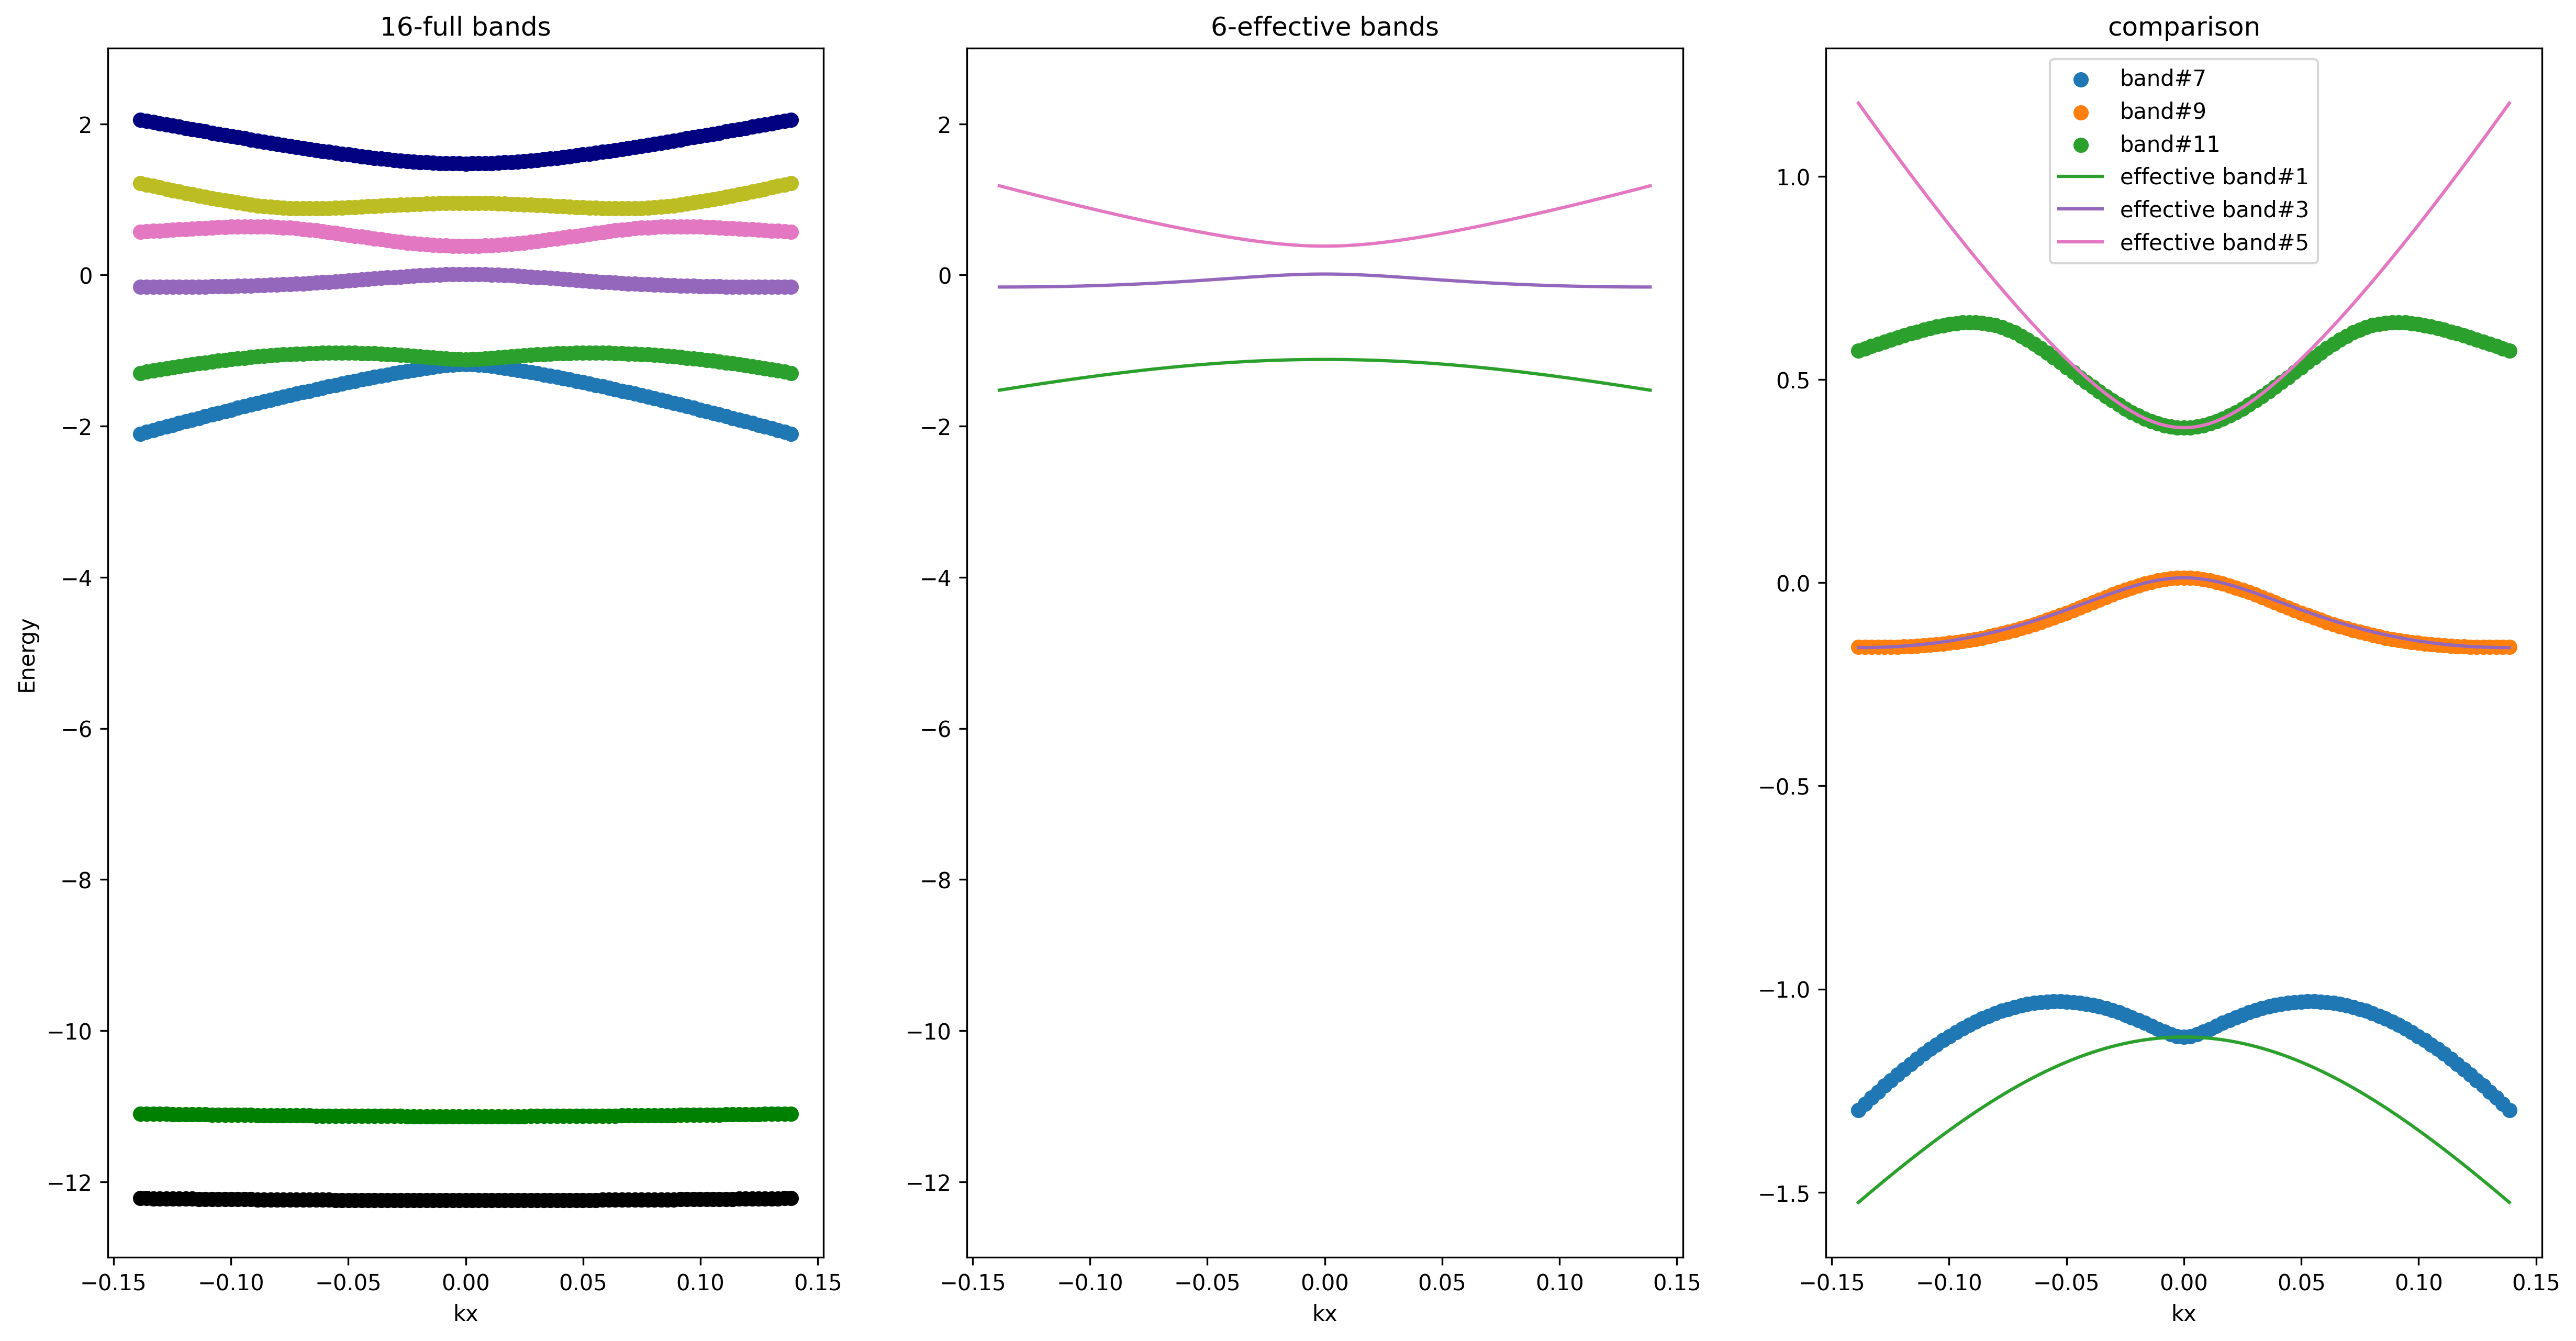 16-full bands
2
0
−2
−4
−6
−8
−10
−12
Energy
−0.15 −0.10 −0.05 0.00 0.05 0.10 0.15
kx
6-effective bands
2
0
−2
−4
−6
−8
−10
−12
−0.15 −0.10 −0.05 0.00 0.05 0.10 0.15
kx
comparison
band#7
band#9
band#11
effective band#1
effective band#3
effective band#5
1.0
0.5
0.0
−0.5
−1.0
−1.5
−0.15 −0.10 −0.05 0.00 0.05 0.10 0.15
kx